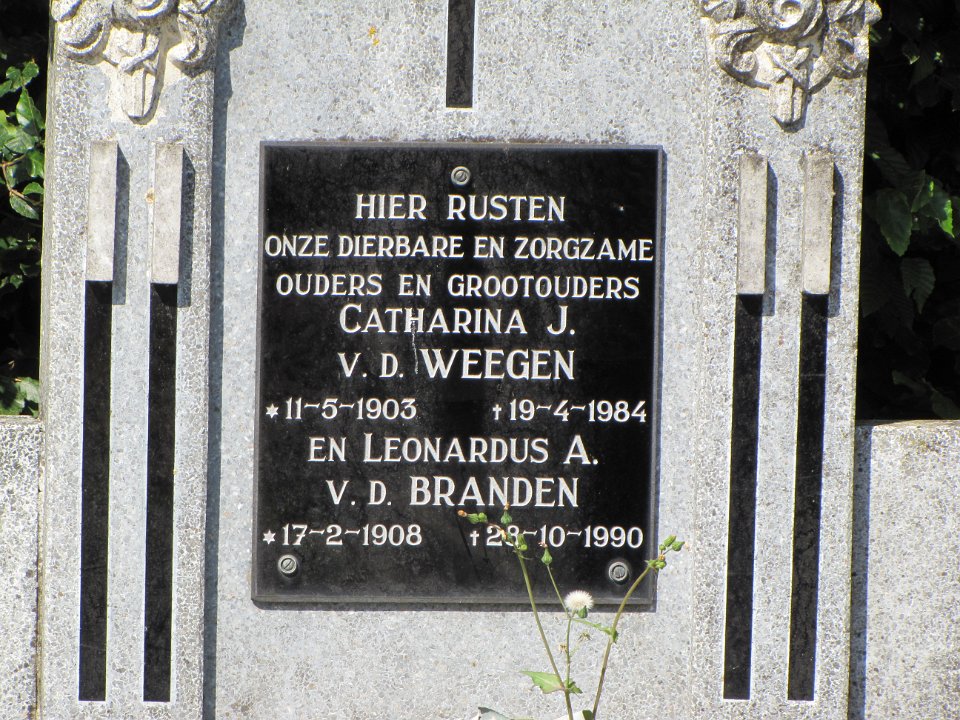 HIER RUSTEN
ONZE DIERBARE EN ZORGZAME
OUDERS EN GROOTOUDERS
CATHARINA J.
V. D. WEEGEN
* 11-5-1903 † 19-4-1984
EN LEONARDUS A.
V. D. BRANDEN
* 17-2-1908 † 28-10-1990